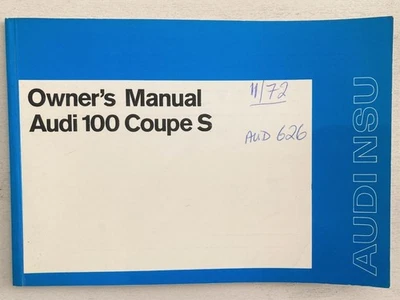 Owner's Manual
Audi 100 Coupe S
11/72
AUD 626
AUDI NSU